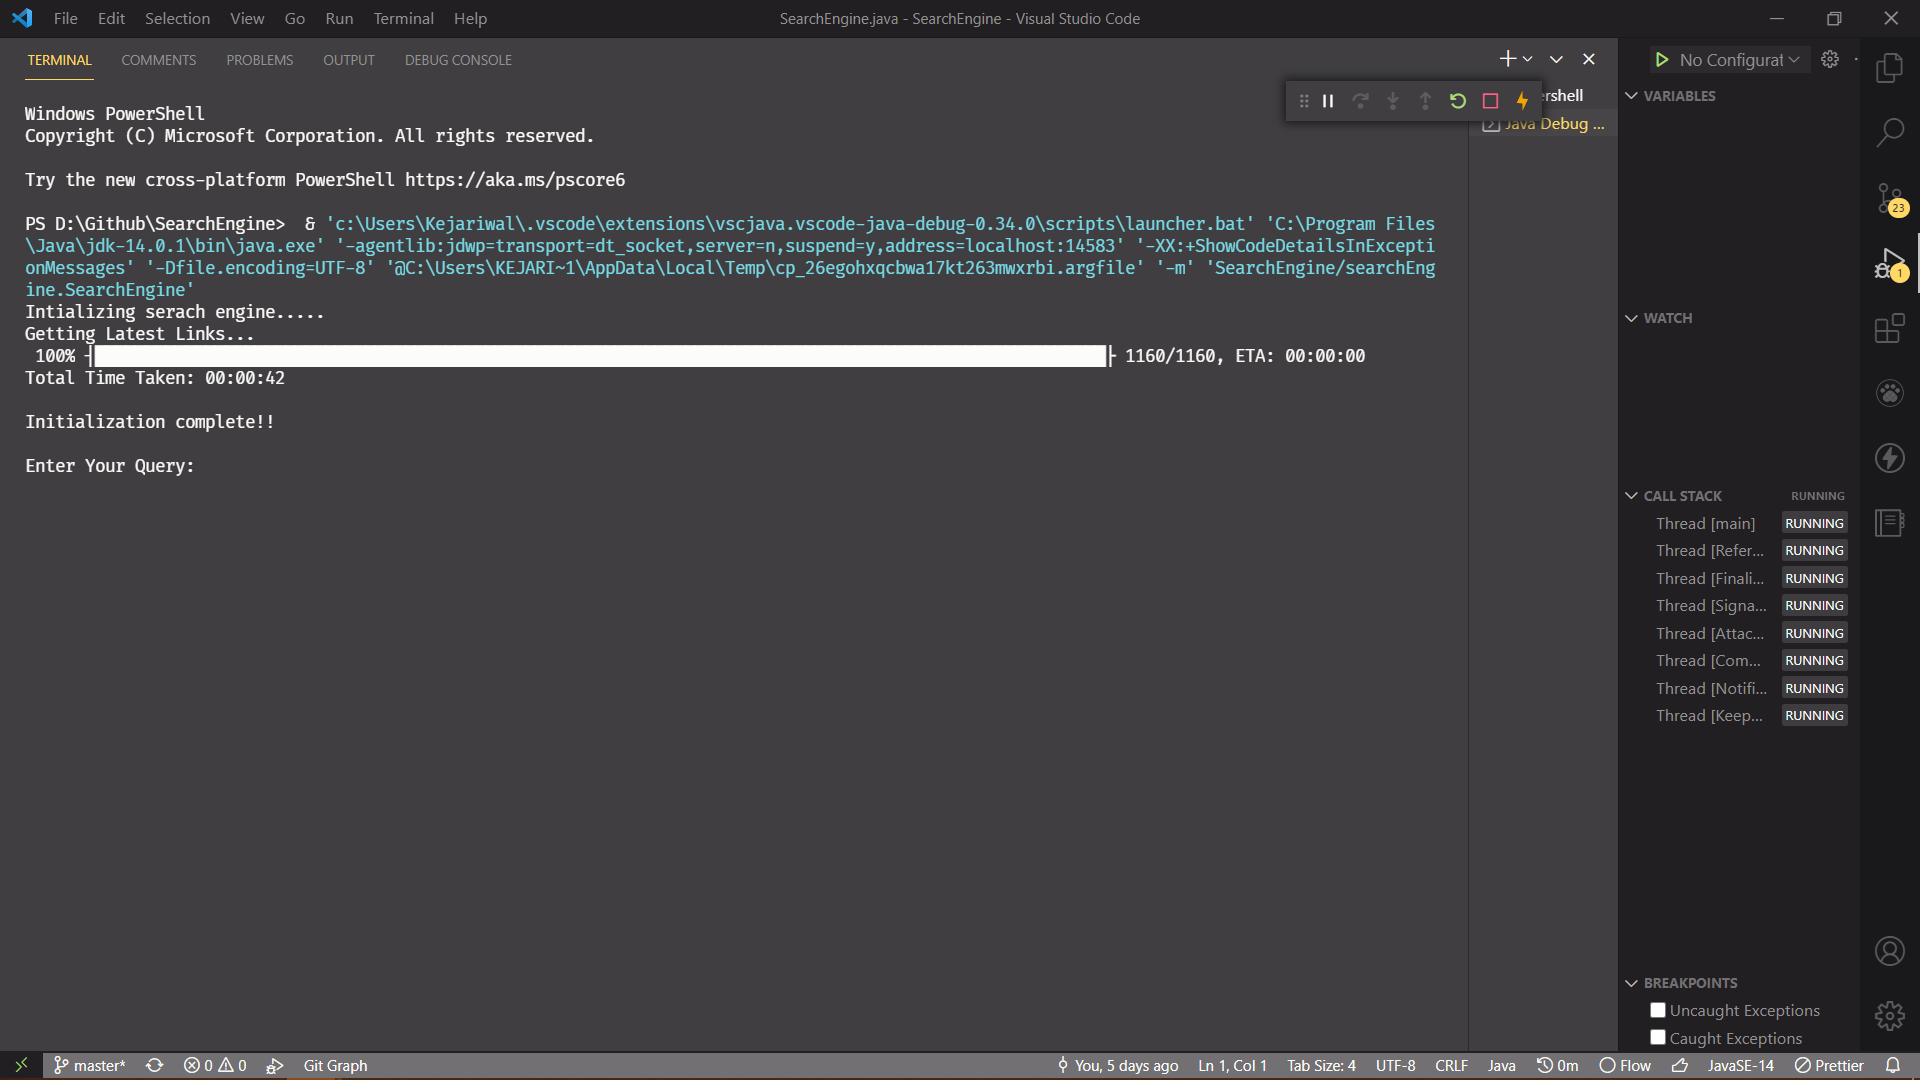 File Edit Selection View Go Run Terminal Help
SearchEngine.java - SearchEngine - Visual Studio Code
TERMINAL COMMENTS PROBLEMS OUTPUT DEBUG CONSOLE
Windows PowerShell
Copyright (C) Microsoft Corporation. All rights reserved.
Try the new cross-platform PowerShell https://aka.ms/pscore6
PS D:\Github\SearchEngine>  & 'c:\Users\Kejariwal\.vscode\extensions\vscjava.vscode-java-debug-0.34.0\scripts\launcher.bat' 'C:\Program Files
\Java\jdk-14.0.1\bin\java.exe' '-agentlib:jdwp=transport=dt_socket,server=n,suspend=y,address=localhost:14583' '-XX:+ShowCodeDetailsInExcepti
onMessages' '-Dfile.encoding=UTF-8' '@C:\Users\KEJARI~1\AppData\Local\Temp\cp_26egohxqcbwa17kt263mwxrbi.argfile' '-m' 'SearchEngine/searchEng
ine.SearchEngine'
Intializing serach engine.....
Getting Latest Links...
100% 1160/1160, ETA: 00:00:00
Total Time Taken: 00:00:42
Initialization complete!!
Enter Your Query:
ershell
Java Debug ...
No Configurat
VARIABLES
WATCH
CALL STACK RUNNING
Thread [main] RUNNING
Thread [Refer... RUNNING
Thread [Finali... RUNNING
Thread [Signa... RUNNING
Thread [Attac... RUNNING
Thread [Com... RUNNING
Thread [Notifi... RUNNING
Thread [Keep... RUNNING
BREAKPOINTS
Uncaught Exceptions
Caught Exceptions
23
1
master* 0 0 Git Graph You, 5 days ago Ln 1, Col 1 Tab Size: 4 UTF-8 CRLF Java 0m Flow JavaSE-14 Prettier